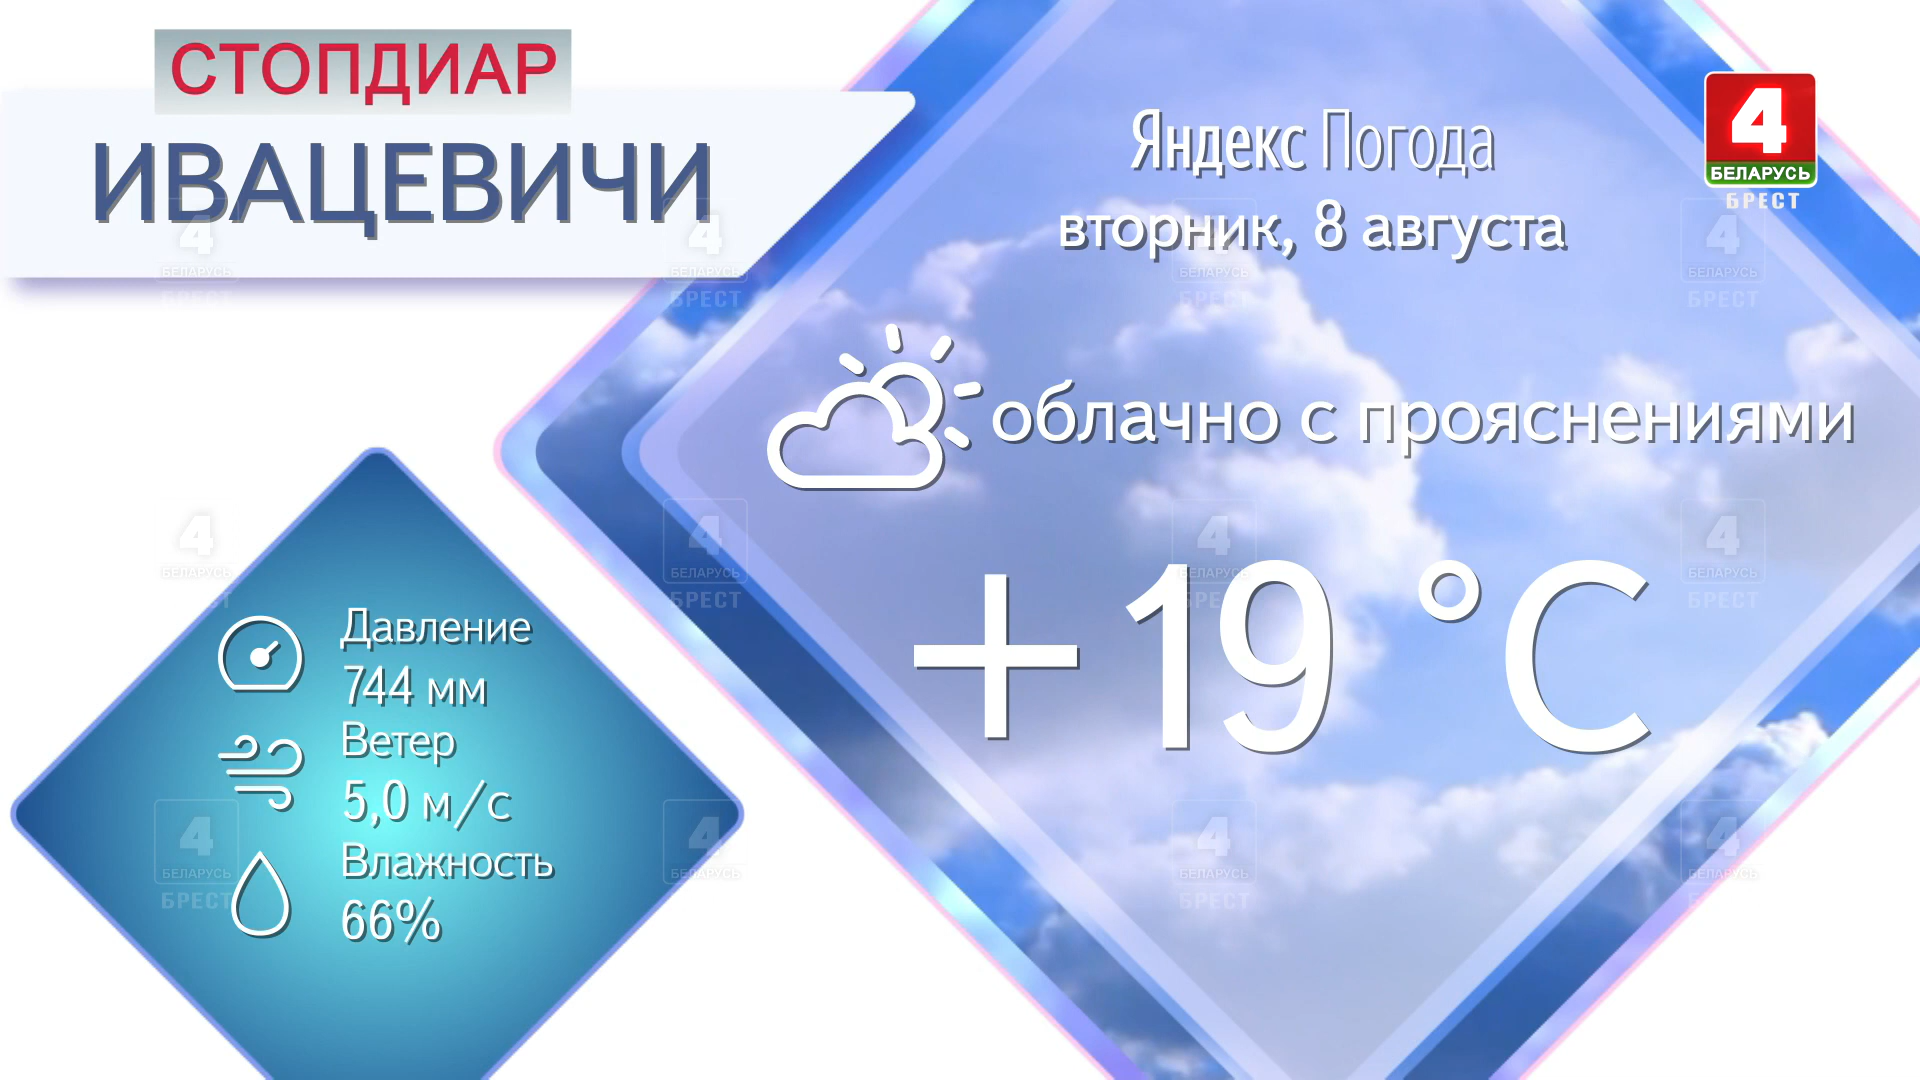 СТОПДИАР
ИВАЦЕВИЧИ
Яндекс Погода
вторник, 8 августа
4
БЕЛАРУСЬ
БРЕСТ
облачно с прояснениями
+19 °C
Давление
744 мм
Ветер
5,0 м/с
Влажность
66%